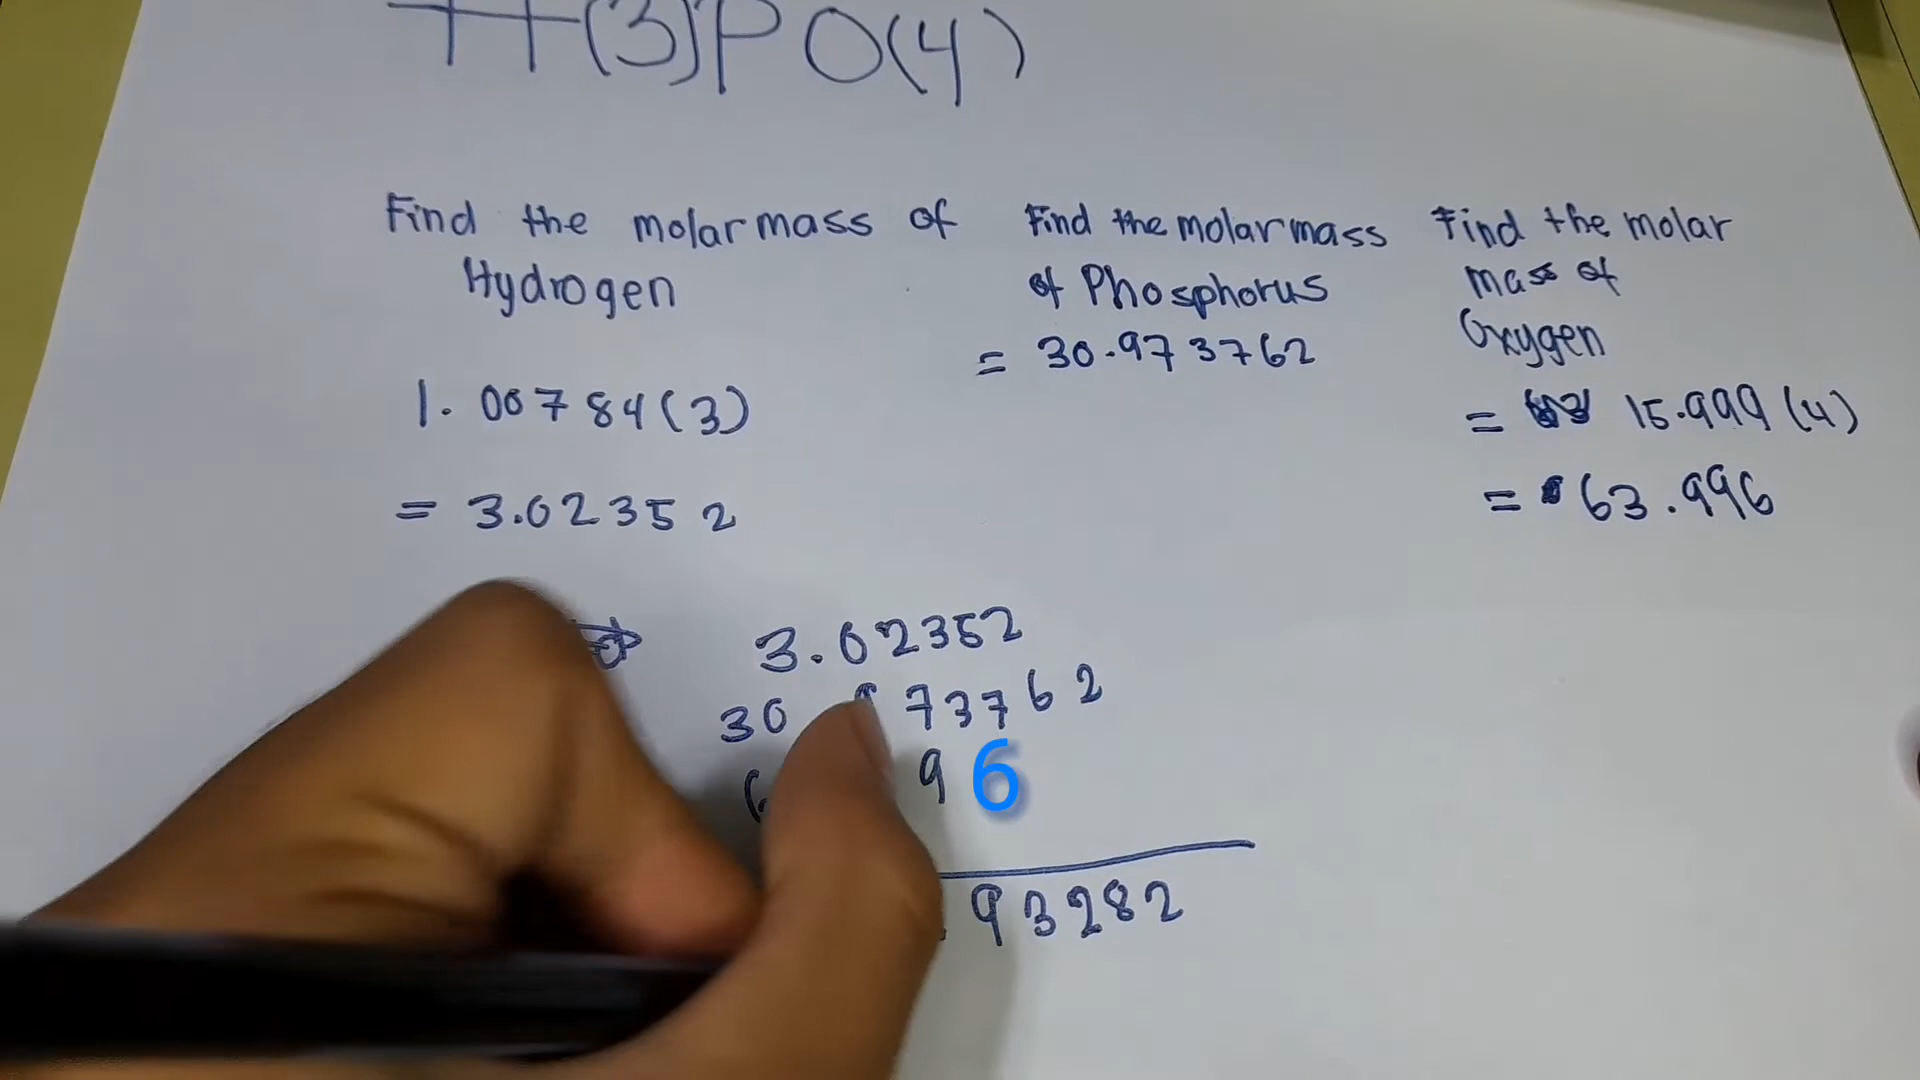 H(3)PO(4)
Find the molar mass of
Hydrogen
1.00784(3)
= 3.02352
Find the molar mass
of Phosphorus
= 30.973762
Find the molar
mass of
Oxygen
= 15.999(4)
= 63.996
3.02352
30 73762
6 96
.93282